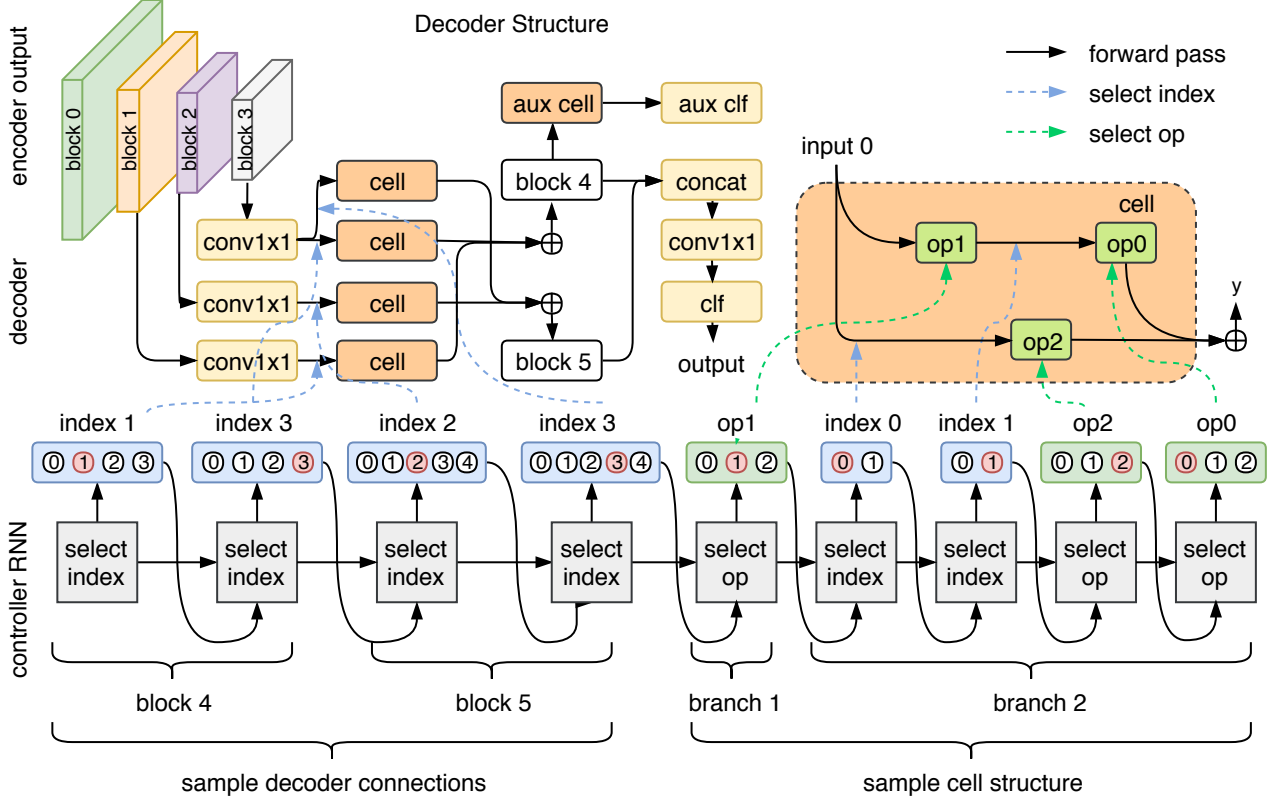 Decoder Structure
encoder output
decoder
controller RNN
block 0
block 1
block 2
block 3
forward pass
select index
select op
aux cell
aux clf
cell
block 4
concat
conv1x1
cell
conv1x1
conv1x1
cell
clf
conv1x1
cell
block 5
output
input 0
cell
op1
op0
op2
y
index 1
index 3
index 2
index 3
op1
index 0
index 1
op2
op0
0 1 2 3
0 1 2 3
0 1 2 3 4
0 1 2 3 4
0 1 2
0 1
0 1
0 1 2
0 1 2
select
index
select
index
select
index
select
index
select
op
select
index
select
index
select
op
select
op
block 4
block 5
branch 1
branch 2
sample decoder connections
sample cell structure